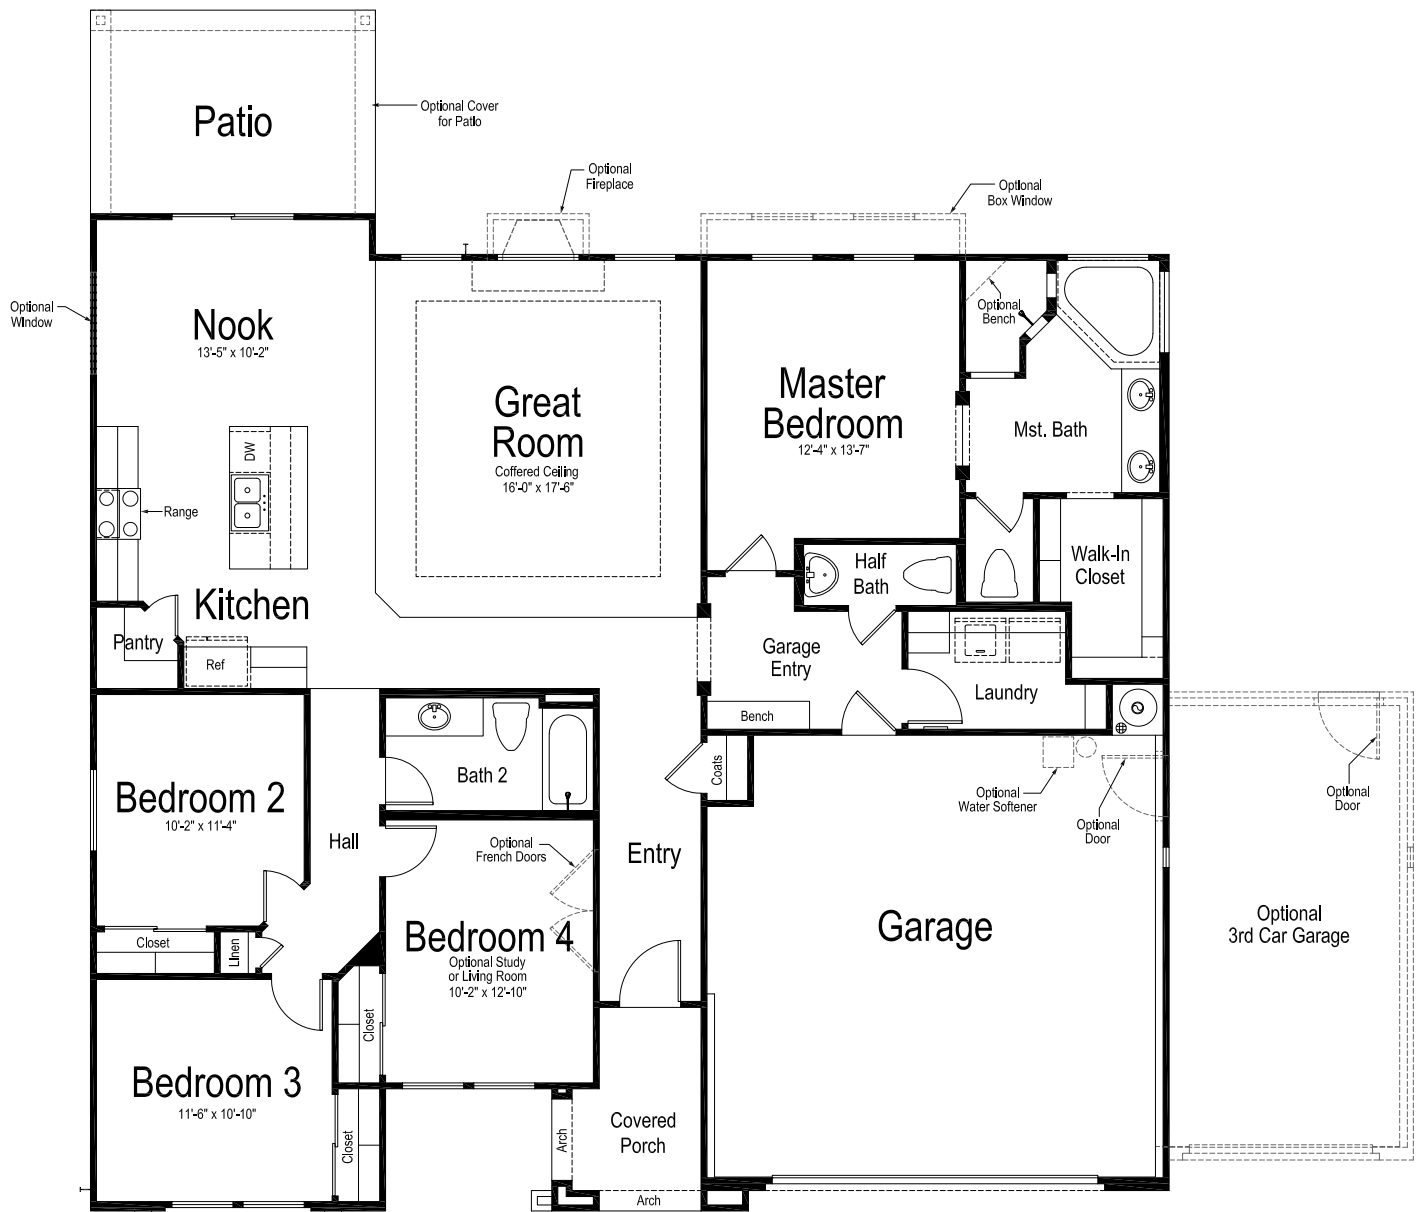 Patio
Optional Cover
for Patio
Optional
Fireplace
Optional
Box Window
Optional
Window
Nook
13'-5" x 10'-2"
Optional
Bench
Great
Room
Coffered Ceiling
16'-0" x 17'-6"
Master
Bedroom
12'-4" x 13'-7"
Mst. Bath
DW
Range
Kitchen
Pantry
Ref
Half
Bath
Walk-In
Closet
Garage
Entry
Laundry
Bench
Coats
Bath 2
Bedroom 2
10'-2" x 11'-4"
Hall
Entry
Optional
French Doors
Optional
Water Softener
Optional
Door
Optional
Door
Closet
Linen
Bedroom 4
Optional Study
or Living Room
10'-2" x 12'-10"
Garage
Optional
3rd Car Garage
Closet
Bedroom 3
11'-6" x 10'-10"
Closet
Arch
Covered
Porch
Arch